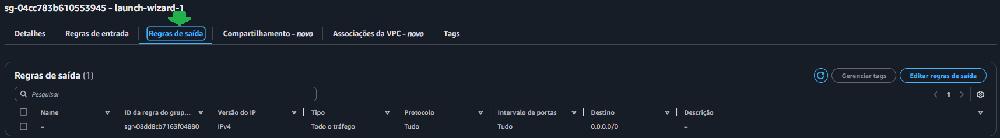 sg-04cc783b610553945 - launch-wizard-1
Detalhes Regras de entrada Regras de saída Compartilhamento - novo Associações da VPC - novo Tags
Regras de saída (1) Gerenciar tags Editar regras de saída
Pesquisar 1
Name ID da regra do grup... Versão do IP Tipo Protocolo Intervalo de portas Destino Descrição
- sgr-08dd8cb7163f04880 IPv4 Todo o tráfego Tudo Tudo 0.0.0.0/0 -